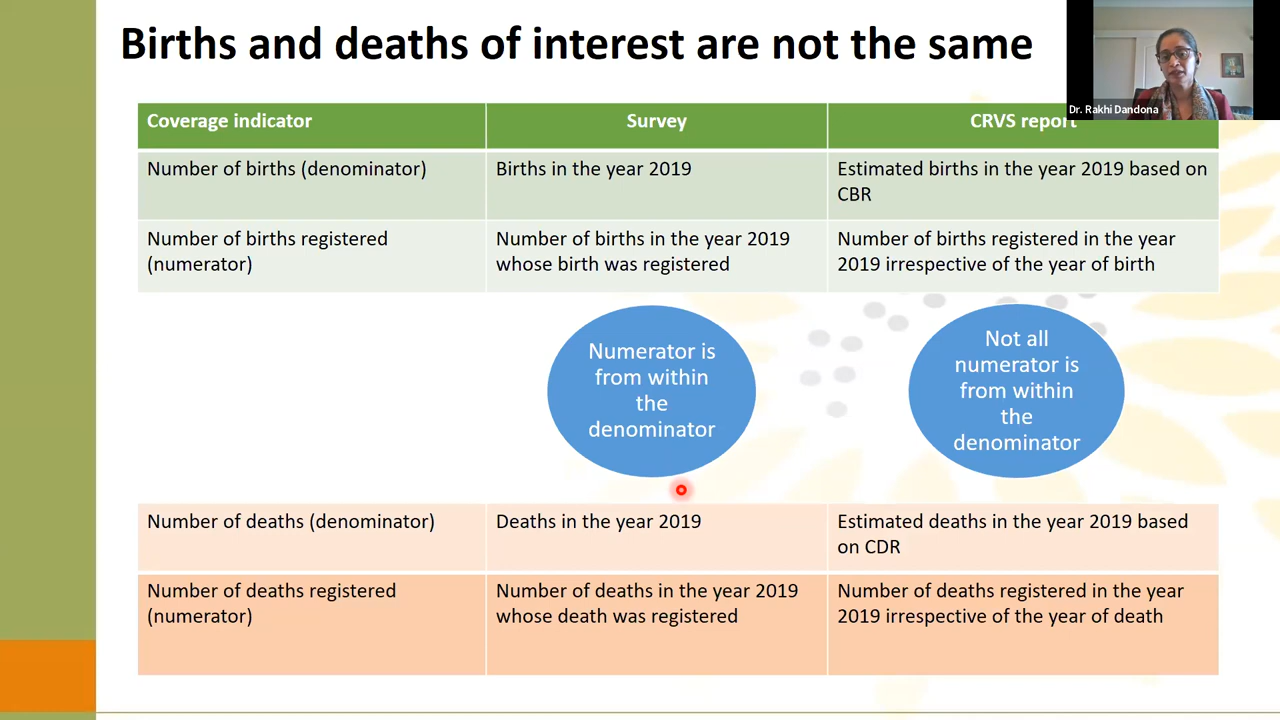 Births and deaths of interest are not the same
Dr. Rakhi Dandona
Coverage indicator
Survey
CRVS report
Number of births (denominator)
Births in the year 2019
Estimated births in the year 2019 based on
CBR
Number of births registered
(numerator)
Number of births in the year 2019
whose birth was registered
Number of births registered in the year
2019 irrespective of the year of birth
Numerator is
from within
the
denominator
Not all
numerator is
from within
the
denominator
Number of deaths (denominator)
Deaths in the year 2019
Estimated deaths in the year 2019 based
on CDR
Number of deaths registered
(numerator)
Number of deaths in the year 2019
whose death was registered
Number of deaths registered in the year
2019 irrespective of the year of death